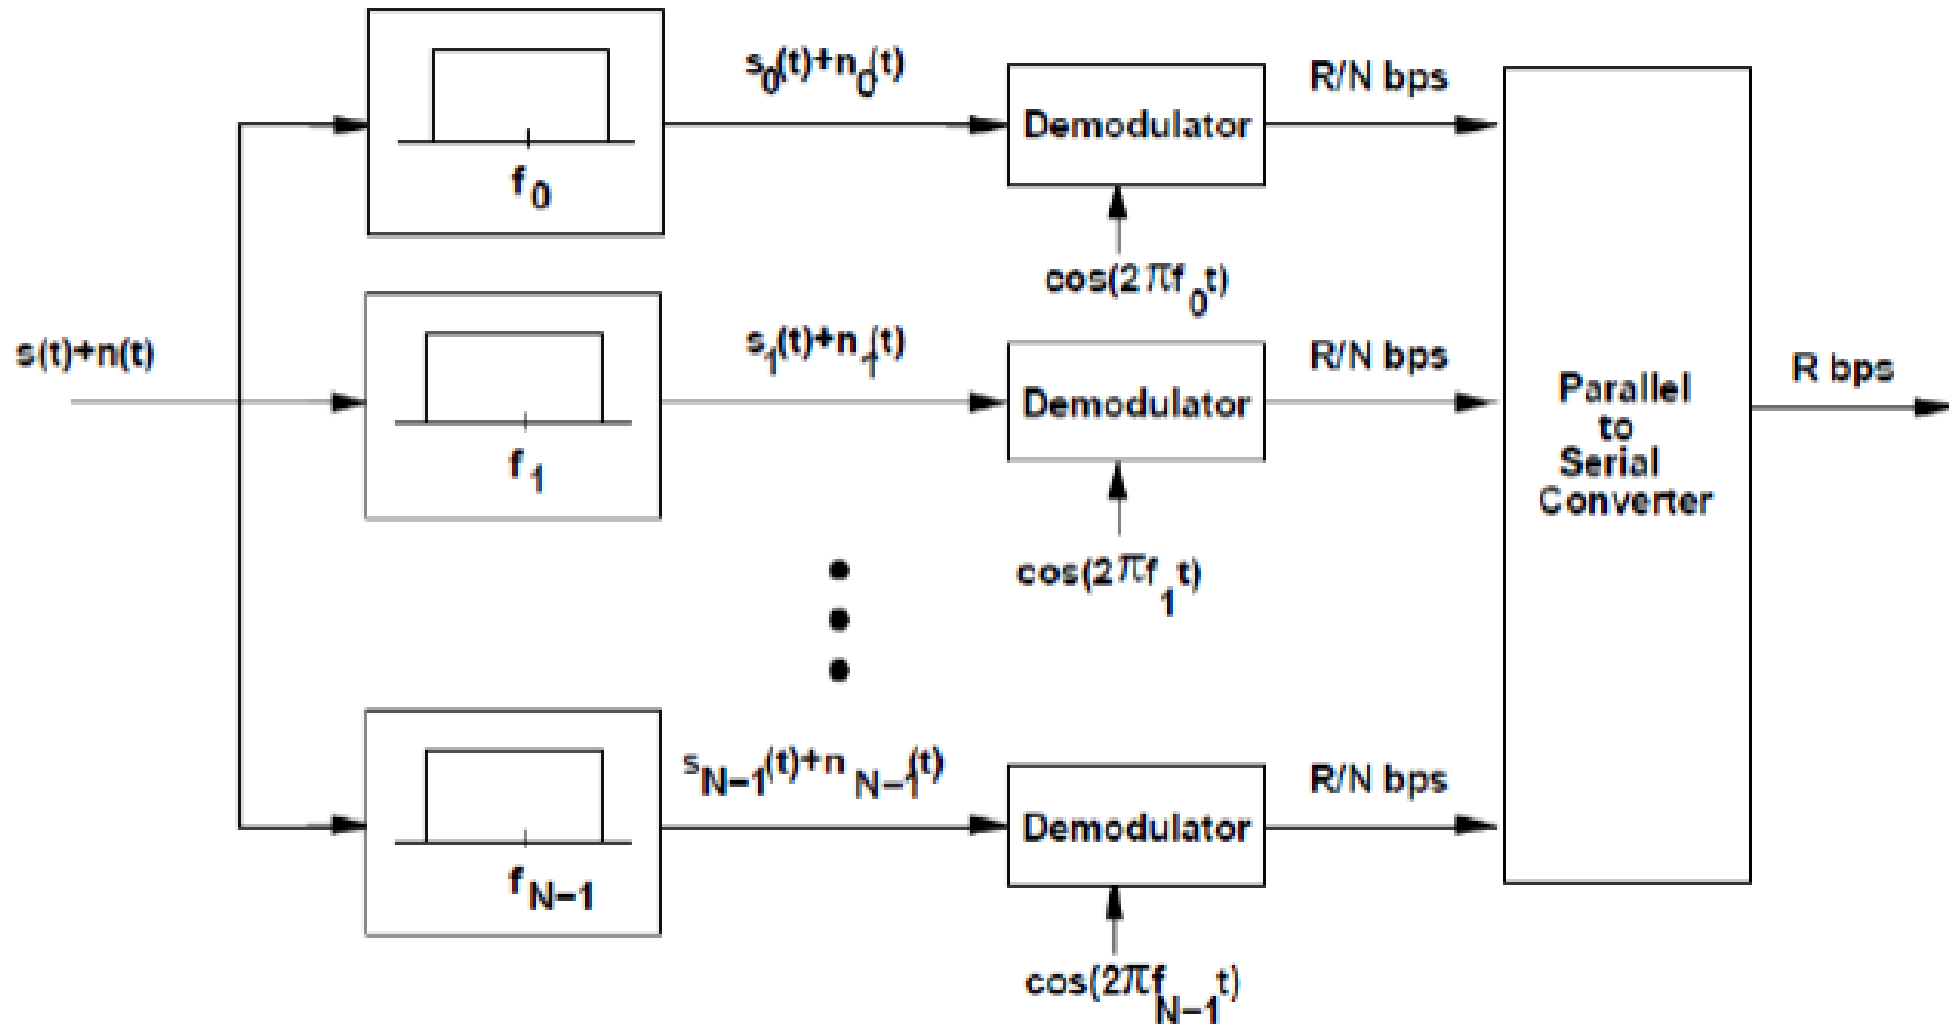 s(t)+n(t)
f0
s0(t)+n0(t)
Demodulator
cos(2πf0t)
R/N bps
f1
s1(t)+n1(t)
Demodulator
cos(2πf1t)
R/N bps
fN−1
sN−1(t)+nN−1(t)
Demodulator
cos(2πfN−1t)
R/N bps
Parallel
to
Serial
Converter
R bps